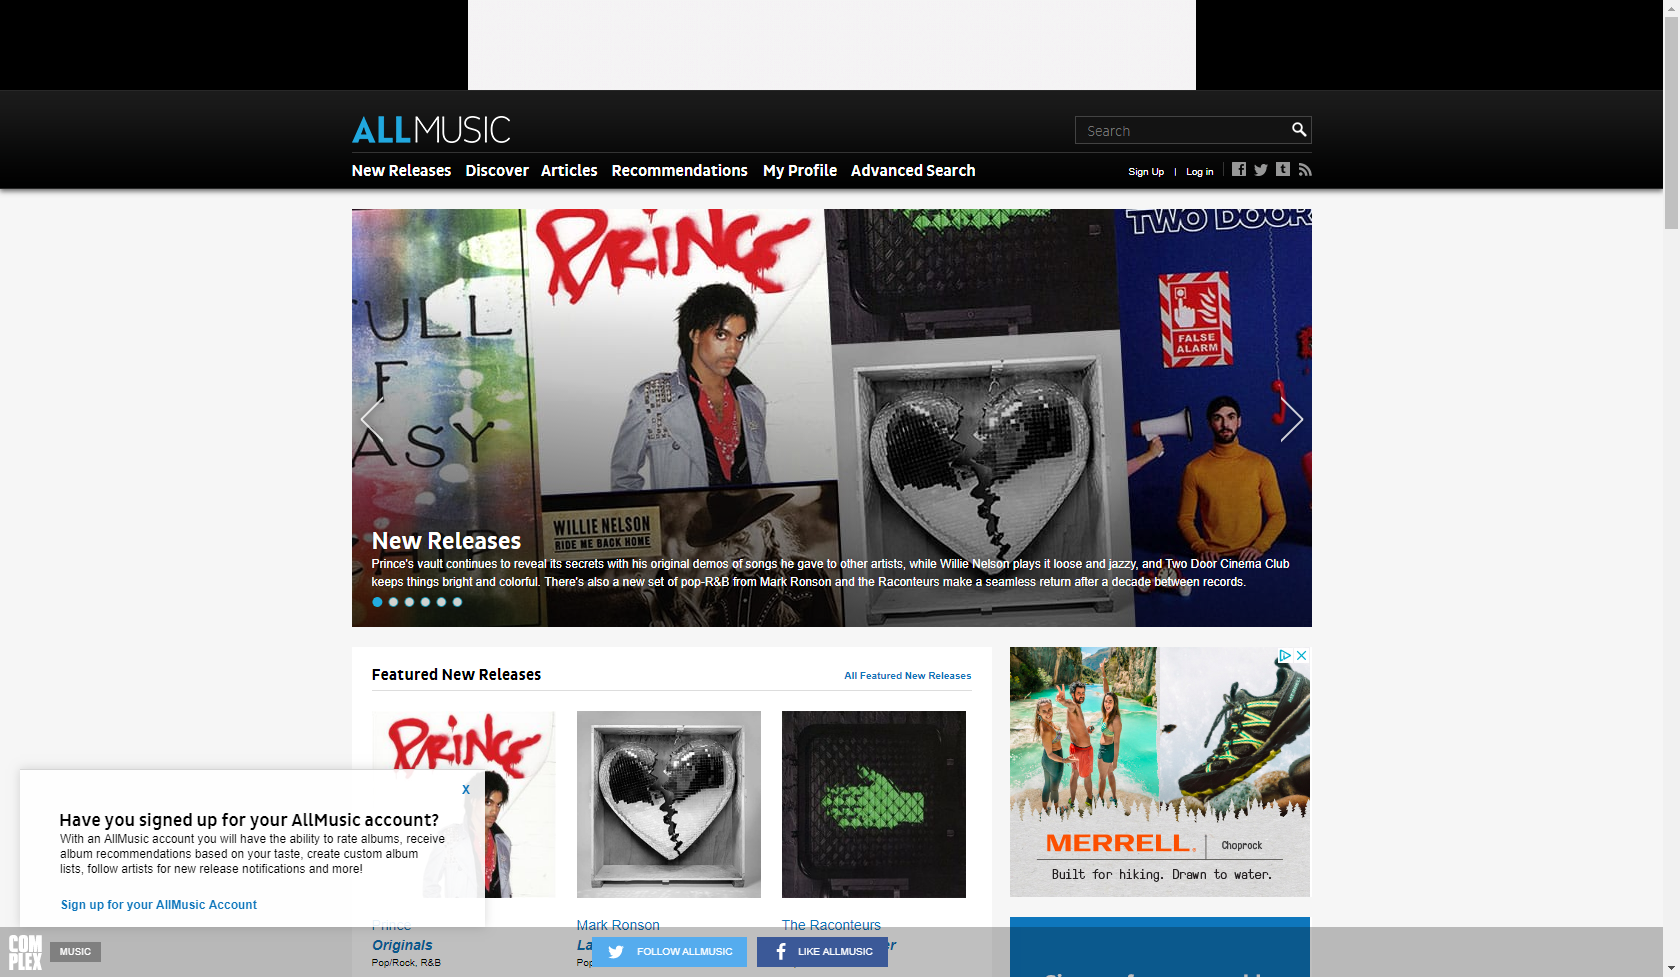 ALLMUSIC
Search
New Releases Discover Articles Recommendations My Profile Advanced Search
Sign Up | Log in
PRINCE
TWO DOOR
FULL
OF
EASY
FALSE
ALARM
WILLIE NELSON
RIDE ME BACK HOME
New Releases
Prince's vault continues to reveal its secrets with his original demos of songs he gave to other artists, while Willie Nelson plays it loose and jazzy, and Two Door Cinema Club
keeps things bright and colorful. There's also a new set of pop-R&B from Mark Ronson and the Raconteurs make a seamless return after a decade between records.
Featured New Releases
All Featured New Releases
PRINCE
MERRELL
Choprock
Built for hiking. Drawn to water.
X
Have you signed up for your AllMusic account?
With an AllMusic account you will have the ability to rate albums, receive
album recommendations based on your taste, create custom album
lists, follow artists for new release notifications and more!
Sign up for your AllMusic Account
Prince
Originals
Pop/Rock, R&B
Mark Ronson
La
Pop
The Raconteurs
er
COMPLEX
MUSIC
FOLLOW ALLMUSIC
LIKE ALLMUSIC